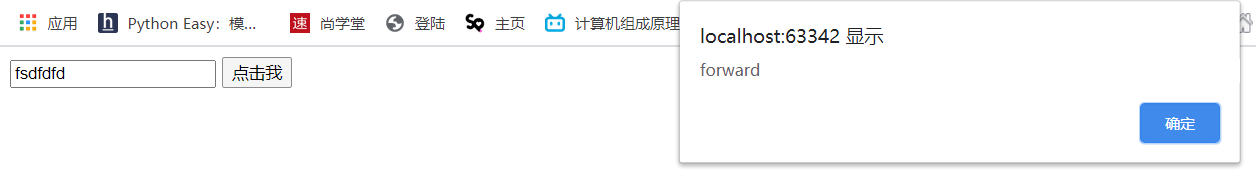 应用 h Python Easy：模... 速 尚学堂 登陆 主页 计算机组成原理
localhost:63342 显示
forward
确定
fsdfdfd 点击我